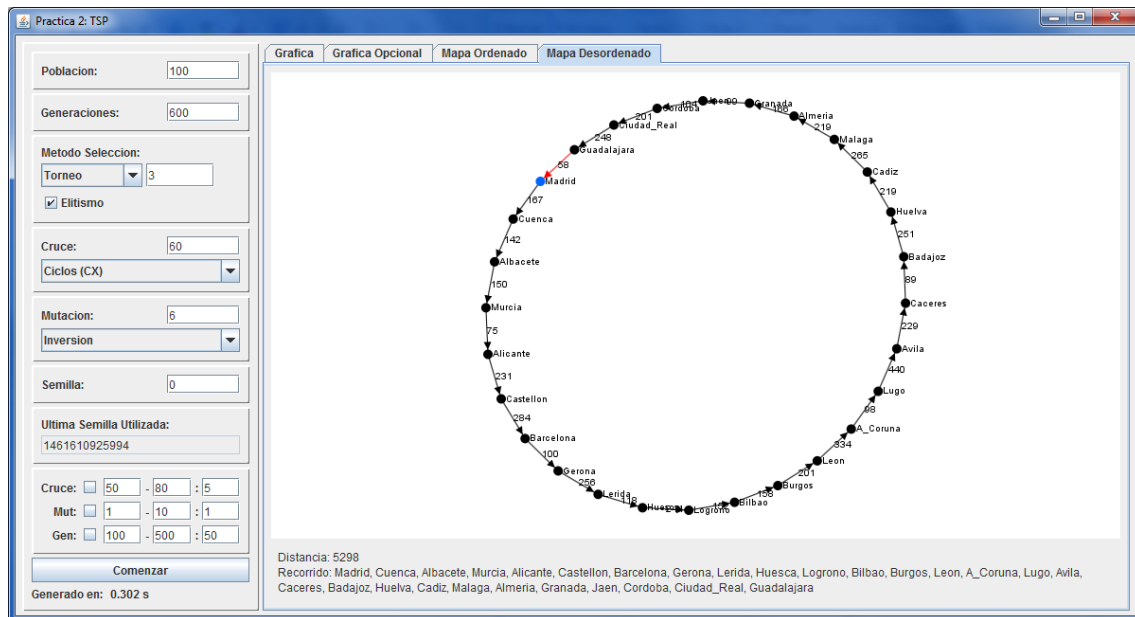 Practica 2: TSP
Poblacion: 100
Generaciones: 600
Metodo Seleccion:
Torneo 3
Elitismo
Cruce: 60
Ciclos (CX)
Mutacion: 6
Inversion
Semilla: 0
Ultima Semilla Utilizada:
1461610925994
Cruce: 50 - 80 : 5
Mut: 1 - 10 : 1
Gen: 100 - 500 : 50
Comenzar
Generado en: 0.302 s
Grafica
Grafica Opcional
Mapa Ordenado
Mapa Desordenado
Madrid
167
Cuenca
142
Albacete
150
Murcia
75
Alicante
231
Castellon
284
Barcelona
100
Gerona
256
Lerida
118
Logrono
Bilbao
158
Burgos
201
Leon
334
A_Coruna
98
Lugo
440
Avila
229
Caceres
89
Badajoz
251
Huelva
219
Cadiz
265
Malaga
219
Almeria
166
Granada
99
Jaen
104
Cordoba
201
Ciudad_Real
248
Guadalajara
58
Distancia: 5298
Recorrido: Madrid, Cuenca, Albacete, Murcia, Alicante, Castellon, Barcelona, Gerona, Lerida, Huesca, Logrono, Bilbao, Burgos, Leon, A_Coruna, Lugo, Avila,
Caceres, Badajoz, Huelva, Cadiz, Malaga, Almeria, Granada, Jaen, Cordoba, Ciudad_Real, Guadalajara